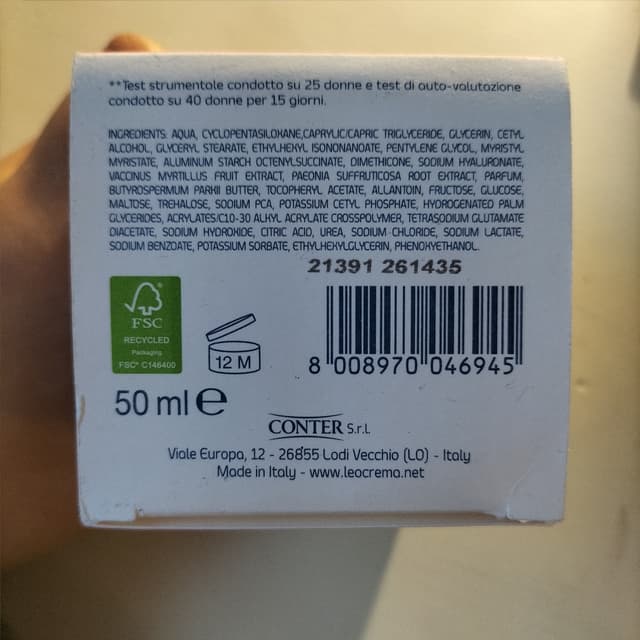 **Test strumentale condotto su 25 donne e test di auto-valutazione
condotto su 40 donne per 15 giorni.
INGREDIENTS: AQUA, CYCLOPENTASILOXANE,CAPRYLIC/CAPRIC TRIGLYCERIDE, GLYCERIN, CETYL
ALCOHOL, GLYCERYL STEARATE, ETHYLHEXYL ISONONANOATE, PENTYLENE GLYCOL, MYRISTYL
MYRISTATE, ALUMINUM STARCH OCTENYLSUCCINATE, DIMETHICONE, SODIUM HYALURONATE,
VACCINUS MYRTILLUS FRUIT EXTRACT, PAEONIA SUFFRUTICOSA ROOT EXTRACT, PARFUM,
BUTYROSPERMUM PARKII BUTTER, TOCOPHERYL ACETATE, ALLANTOIN, FRUCTOSE, GLUCOSE,
MALTOSE, TREHALOSE, SODIUM PCA, POTASSIUM CETYL PHOSPHATE, HYDROGENATED PALM
GLYCERIDES, ACRYLATES/C10-30 ALKYL ACRYLATE CROSSPOLYMER, TETRASODIUM GLUTAMATE
DIACETATE, SODIUM HYDROXIDE, CITRIC ACID, UREA, SODIUM CHLORIDE, SODIUM LACTATE,
SODIUM BENZOATE, POTASSIUM SORBATE, ETHYLHEXYLGLYCERIN, PHENOXYETHANOL.
21391 261435
FSC
RECYCLED
Packaging
FSC® C146400
12 M
8 008970 046945
50 ml e
CONTER S.r.L
Viale Europa, 12 - 26855 Lodi Vecchio (LO) - Italy
Made in Italy - www.leocrema.net